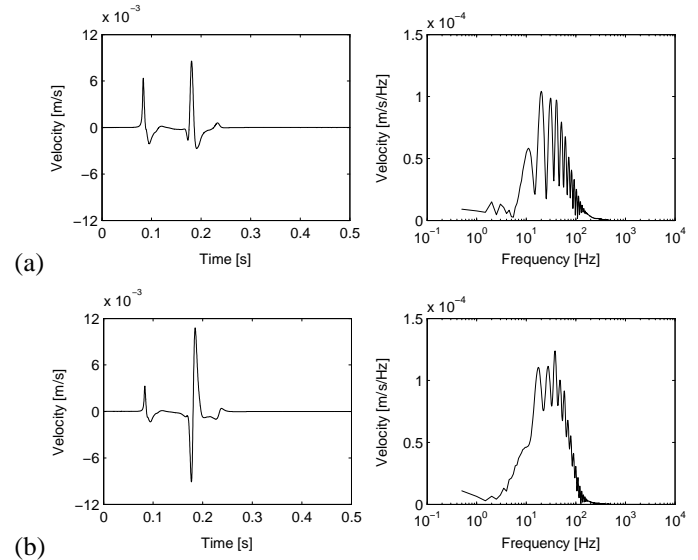 x 10⁻³
12
6
0
−6
−12
Velocity [m/s]
0 0.1 0.2 0.3 0.4 0.5
Time [s]
x 10⁻⁴
1.5
1
0.5
0
Velocity [m/s/Hz]
10⁻¹ 10⁰ 10¹ 10² 10³ 10⁴
Frequency [Hz]
(a)
x 10⁻³
12
6
0
−6
−12
Velocity [m/s]
0 0.1 0.2 0.3 0.4 0.5
Time [s]
x 10⁻⁴
1.5
1
0.5
0
Velocity [m/s/Hz]
10⁻¹ 10⁰ 10¹ 10² 10³ 10⁴
Frequency [Hz]
(b)